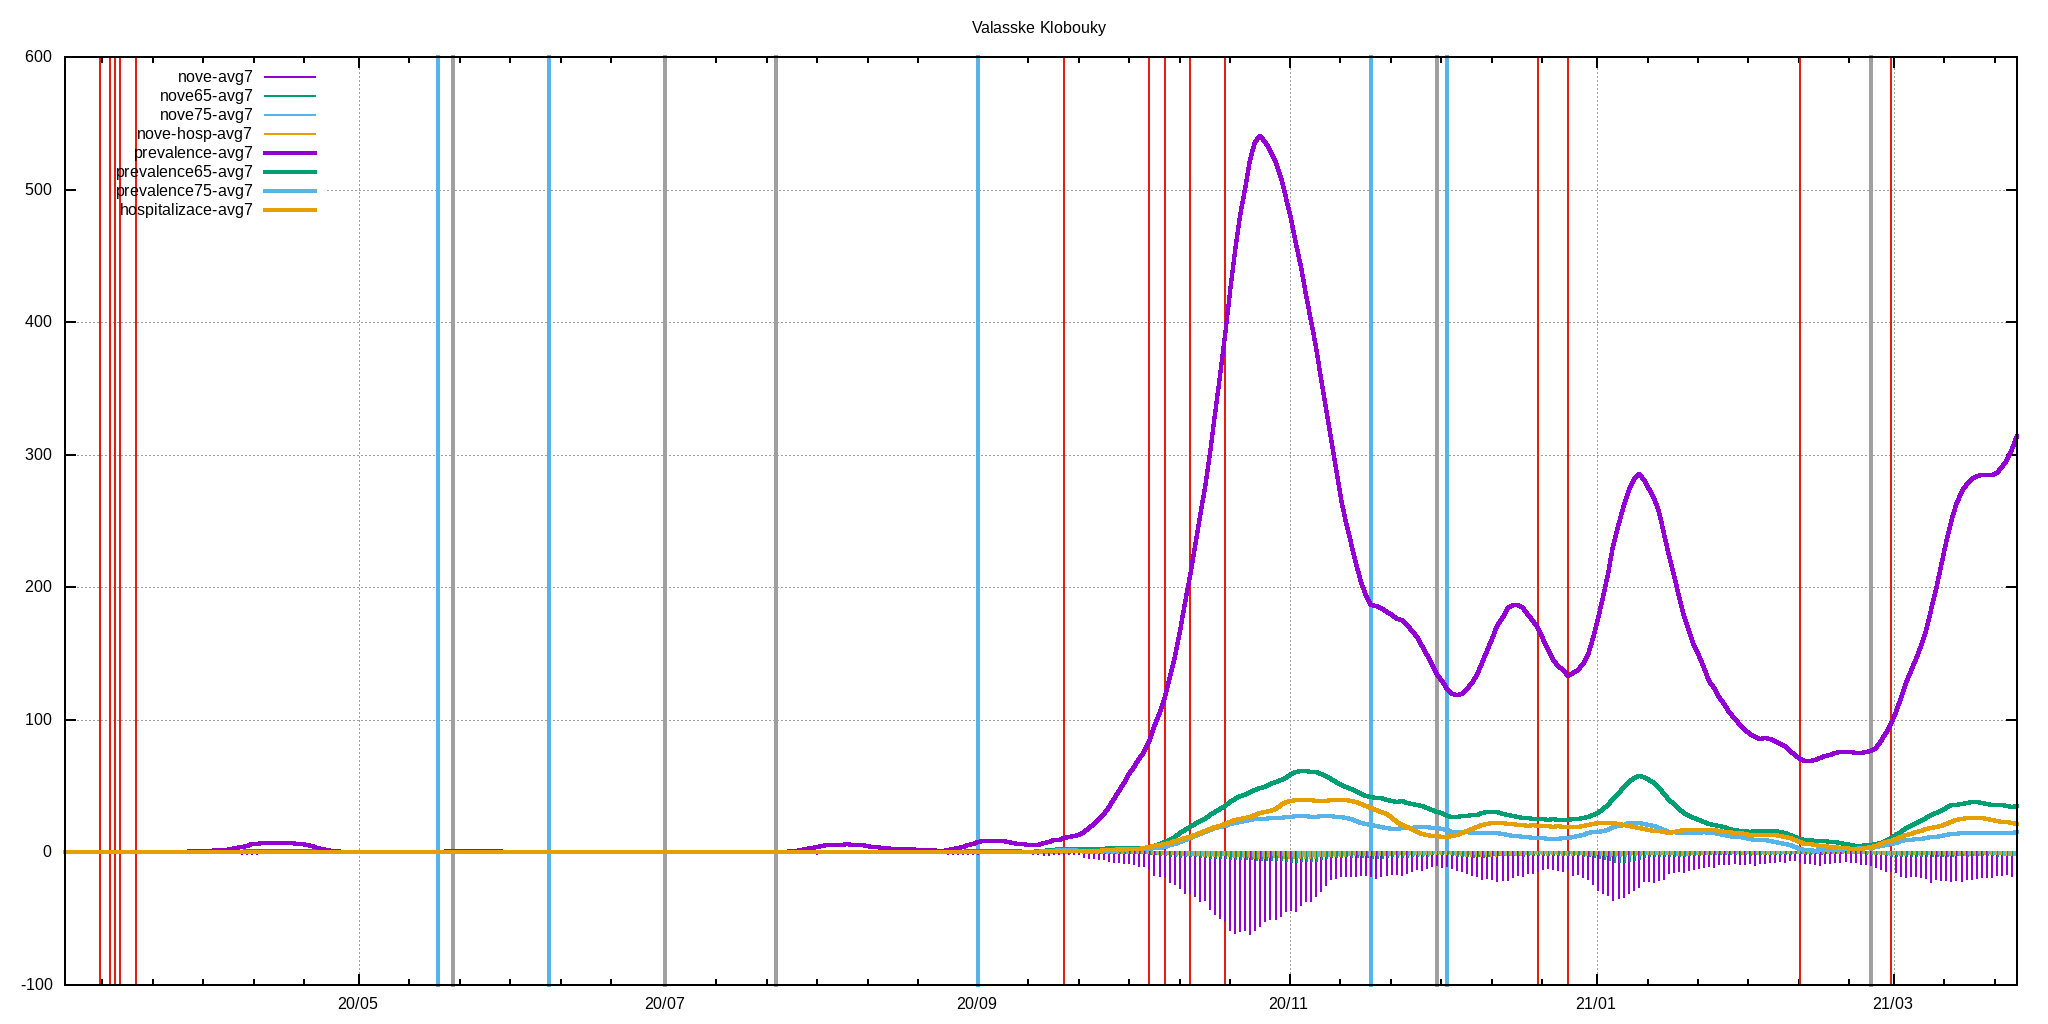 Valasske Klobouky
600
500
400
300
200
100
0
-100
nove-avg7
nove65-avg7
nove75-avg7
nove-hosp-avg7
prevalence-avg7
prevalence65-avg7
prevalence75-avg7
hospitalizace-avg7
20/05
20/07
20/09
20/11
21/01
21/03